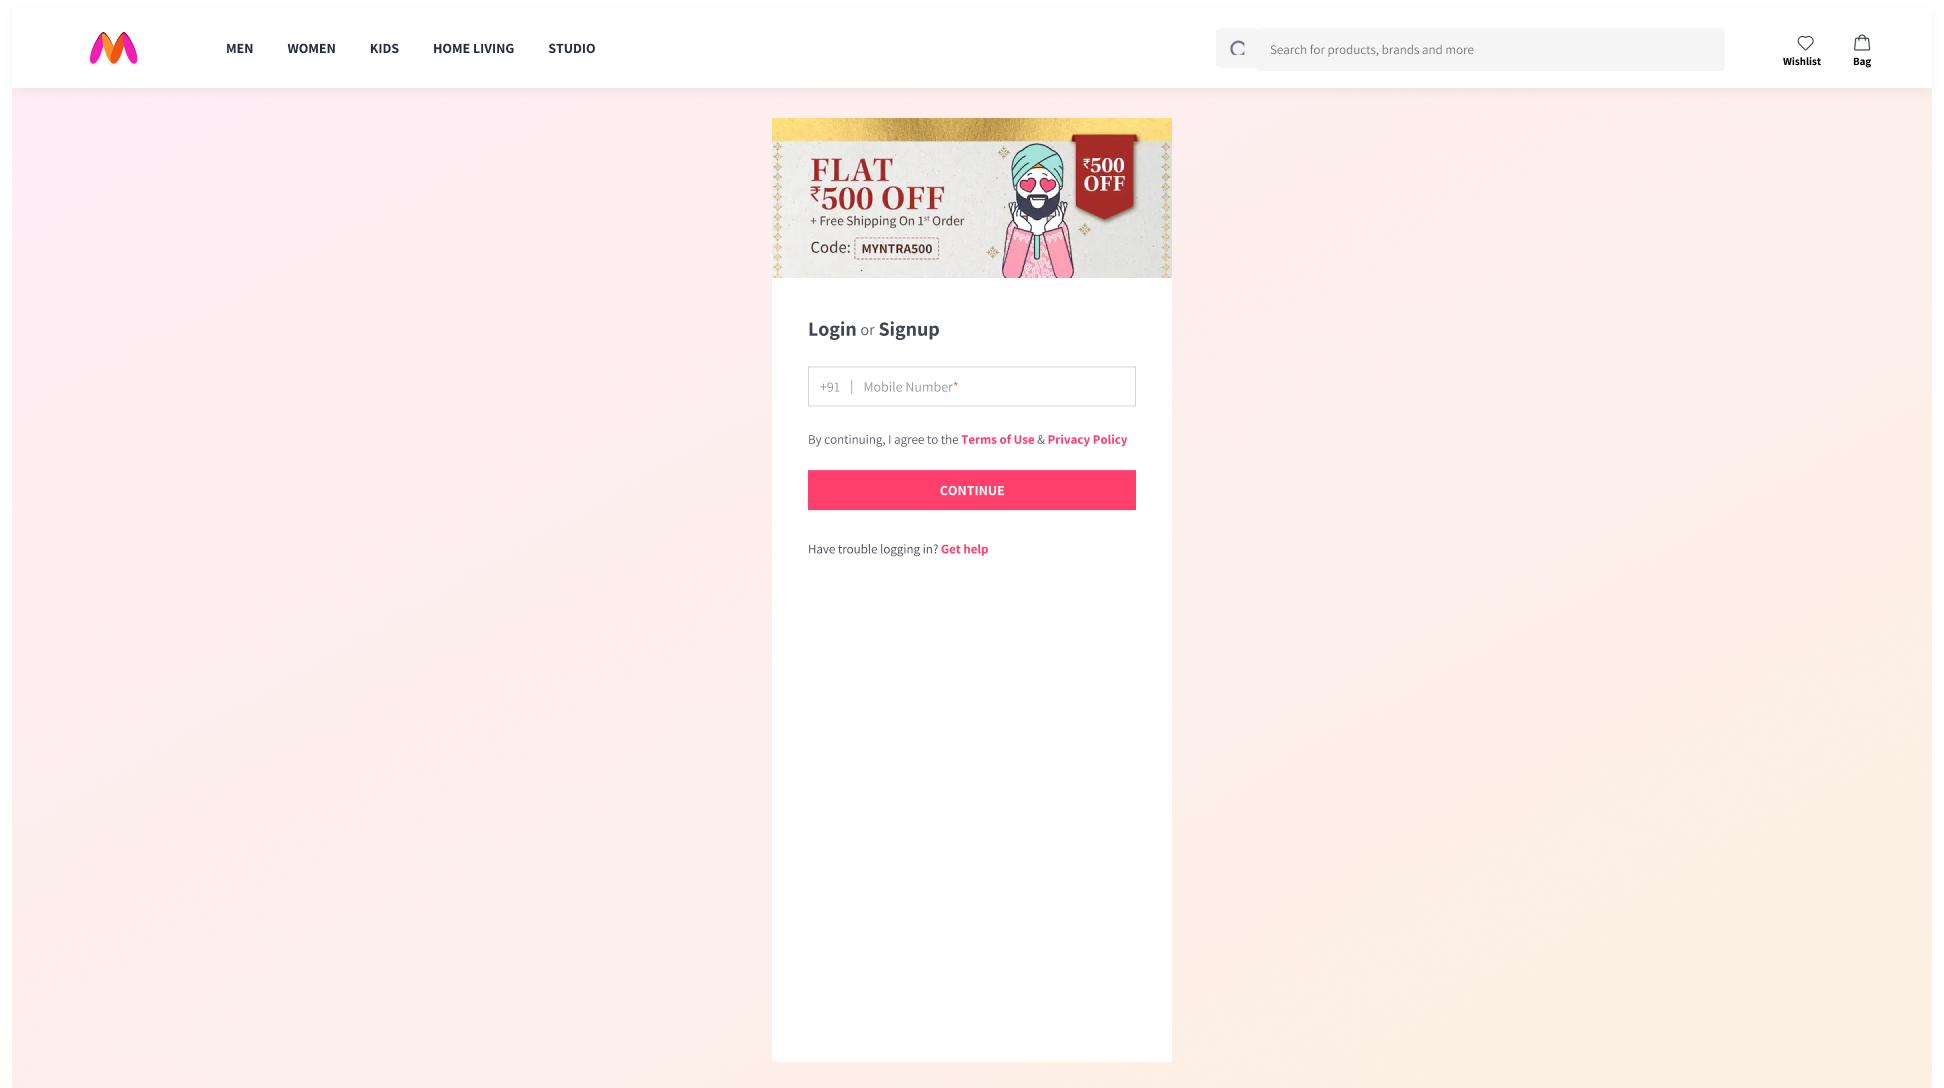 MEN WOMEN KIDS HOME LIVING STUDIO
Search for products, brands and more
Wishlist Bag
FLAT
₹500 OFF
+ Free Shipping On 1st Order
Code: MYNTRA500
₹500
OFF
Login or Signup
+91 | Mobile Number*
By continuing, I agree to the Terms of Use & Privacy Policy
CONTINUE
Have trouble logging in? Get help